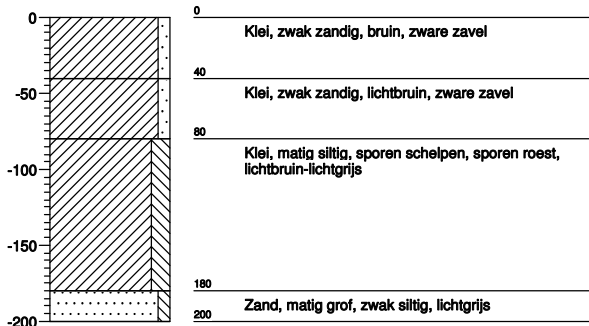 0
-50
-100
-150
-200
0
Klei, zwak zandig, bruin, zware zavel
40
Klei, zwak zandig, lichtbruin, zware zavel
80
Klei, matig siltig, sporen schelpen, sporen roest,
lichtbruin-lichtgrijs
180
Zand, matig grof, zwak siltig, lichtgrijs
200